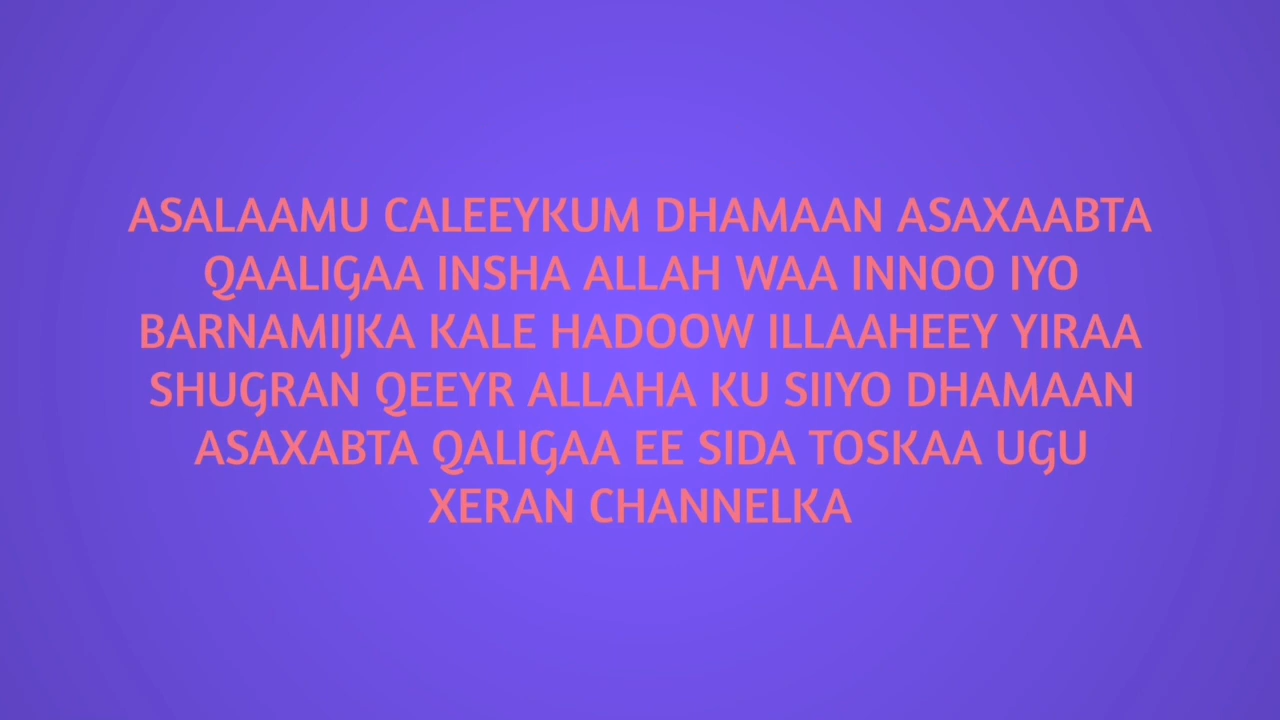 ASALAAMU CALEEYKUM DHAMAAN ASAXAABTA
QAALIGAA INSHA ALLAH WAA INNOO IYO
BARNAMIJKA KALE HADOOW ILLAAHEEY YIRAA
SHUGRAN QEEYR ALLAHA KU SIIYO DHAMAAN
ASAXABTA QALIGAA EE SIDA TOSKAA UGU
XERAN CHANNELKA